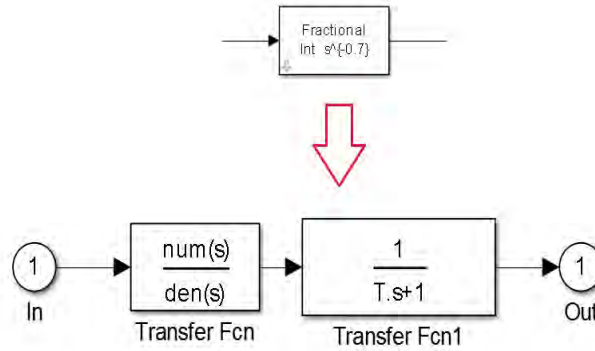 Fractional
Int s^{-0.7}
1
In
num(s)
den(s)
Transfer Fcn
1
T.s+1
Transfer Fcn1
1
Out